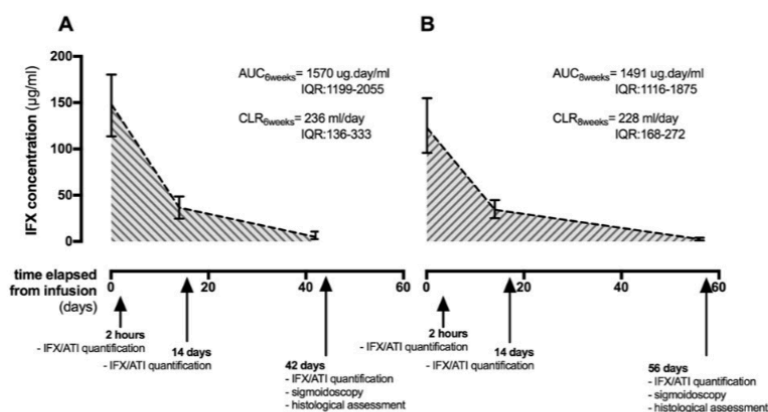 A
B
IFX concentration (µg/ml)
200
150
100
50
0
AUC6weeks= 1570 ug.day/ml
IQR:1199-2055
CLR6weeks= 236 ml/day
IQR:136-333
AUC8weeks= 1491 ug.day/ml
IQR:1116-1875
CLR8weeks= 228 ml/day
IQR:168-272
time elapsed
from infusion
(days)
0 20 40 60
0 20 40 60
2 hours
- IFX/ATI quantification
14 days
- IFX/ATI quantification
42 days
- IFX/ATI quantification
- sigmoidoscopy
- histological assessment
2 hours
- IFX/ATI quantification
14 days
- IFX/ATI quantification
56 days
- IFX/ATI quantification
- sigmoidoscopy
- histological assessment